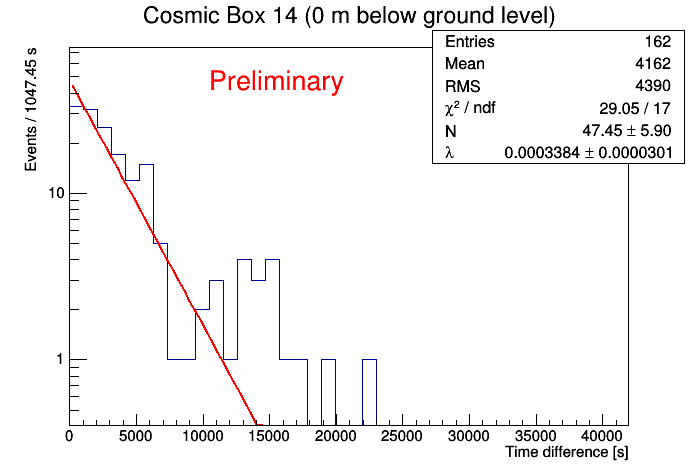 Cosmic Box 14 (0 m below ground level)
Entries 162
Mean 4162
RMS 4390
χ² / ndf 29.05 / 17
N 47.45 ± 5.90
λ 0.0003384 ± 0.0000301
Preliminary
Events / 1047.45 s
10
1
0 5000 10000 15000 20000 25000 30000 35000 40000
Time difference [s]